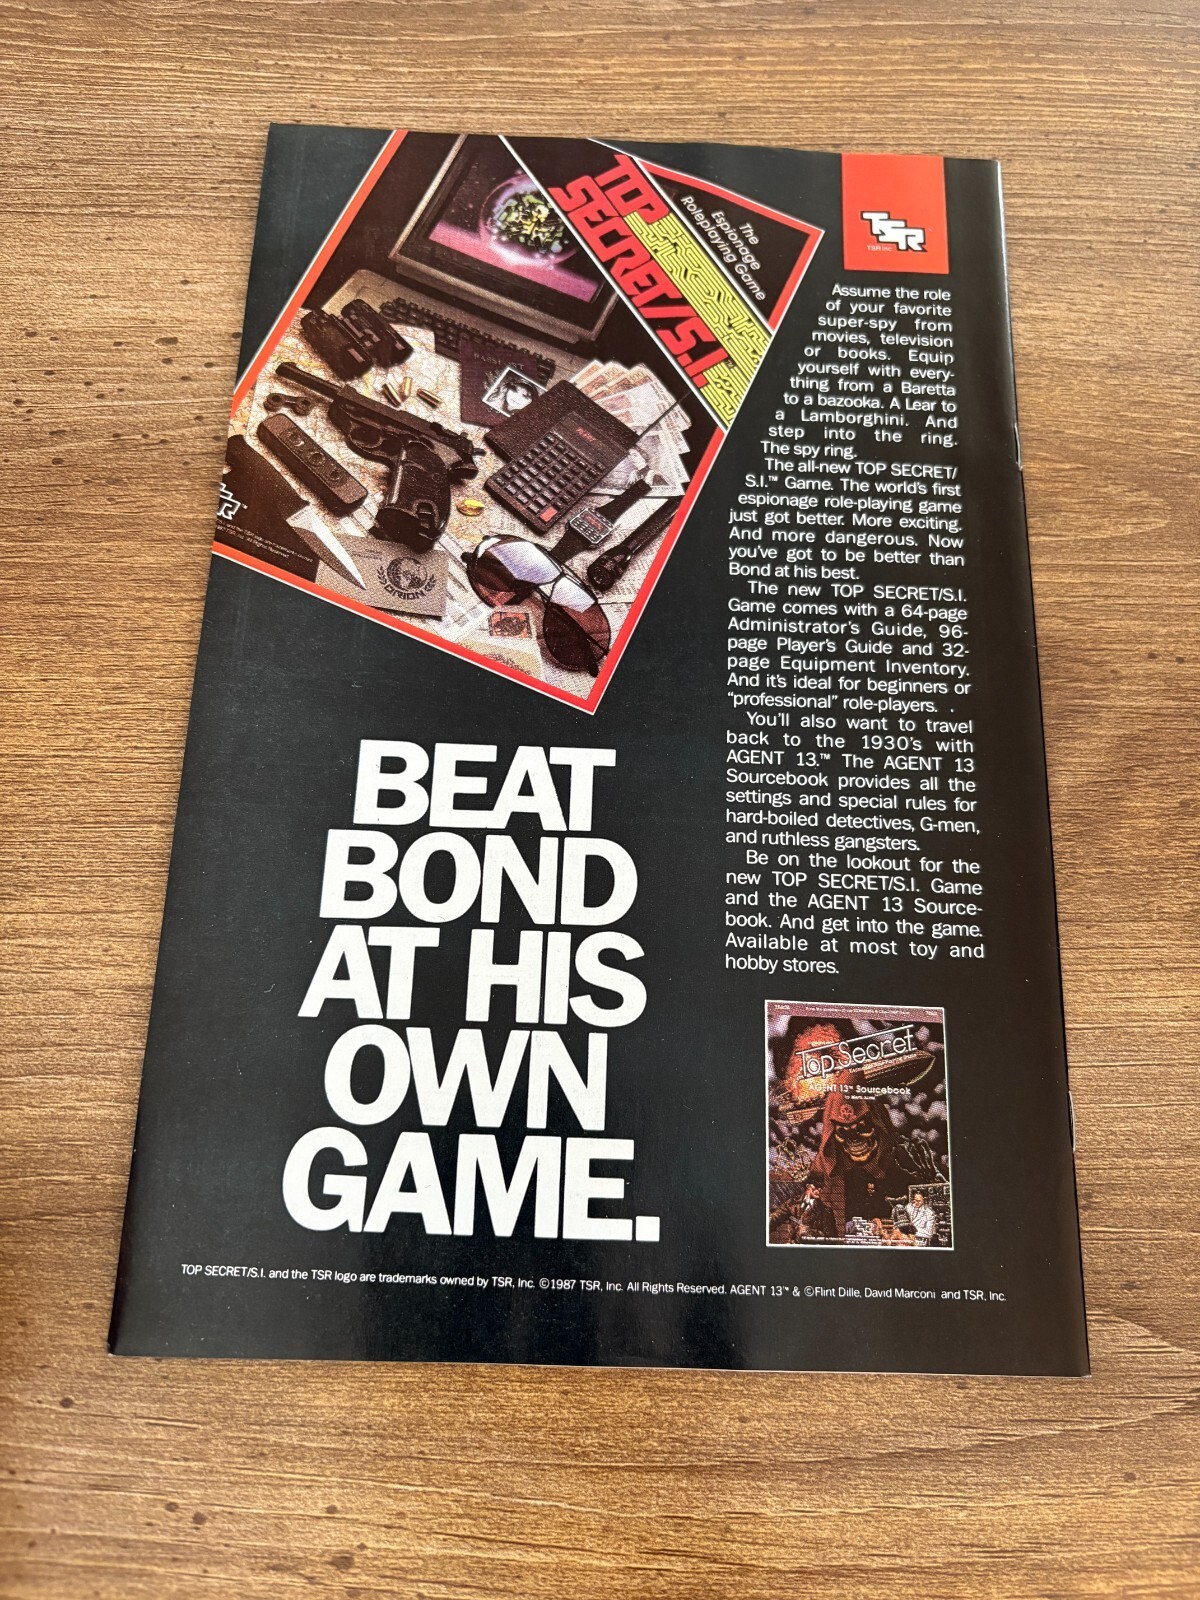 TOP
SECRET/S.I.™
The
Espionage
Roleplaying Game
ORION
TSR™
TSR Inc.
Assume the role
of your favorite
super-spy from
movies, television
or books. Equip
yourself with every-
thing from a Baretta
to a bazooka. A Lear to
a Lamborghini. And
step into the ring.
The spy ring.
The all-new TOP SECRET/
S.I.™ Game. The world's first
espionage role-playing game
just got better. More exciting.
And more dangerous. Now
you've got to be better than
Bond at his best.
The new TOP SECRET/S.I.
Game comes with a 64-page
Administrator's Guide, 96-
page Player's Guide and 32-
page Equipment Inventory.
And it's ideal for beginners or
"professional" role-players.
You'll also want to travel
back to the 1930's with
AGENT 13.™ The AGENT 13
Sourcebook provides all the
settings and special rules for
hard-boiled detectives, G-men,
and ruthless gangsters.
Be on the lookout for the
new TOP SECRET/S.I. Game
and the AGENT 13 Source-
book. And get into the game.
Available at most toy and
hobby stores.
BEAT
BOND
AT HIS
OWN
GAME.
Top Secret
AGENT 13™ Sourcebook
TOP SECRET/S.I. and the TSR logo are trademarks owned by TSR, Inc. ©1987 TSR, Inc. All Rights Reserved. AGENT 13™ & ©Flint Dille, David Marconi and TSR, Inc.